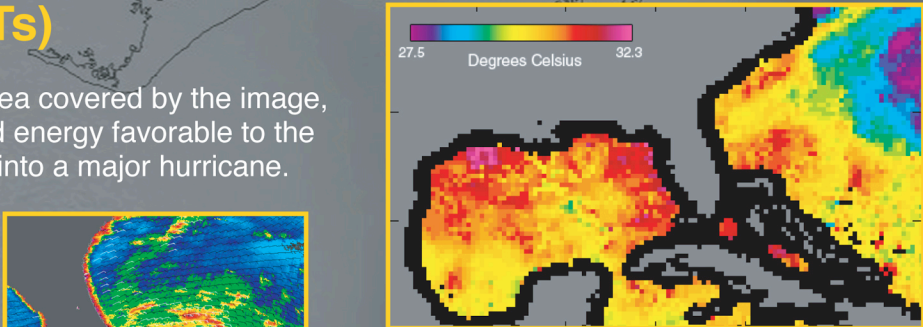 Ts)
ea covered by the image,
d energy favorable to the
into a major hurricane.
27.5
32.3
Degrees Celsius